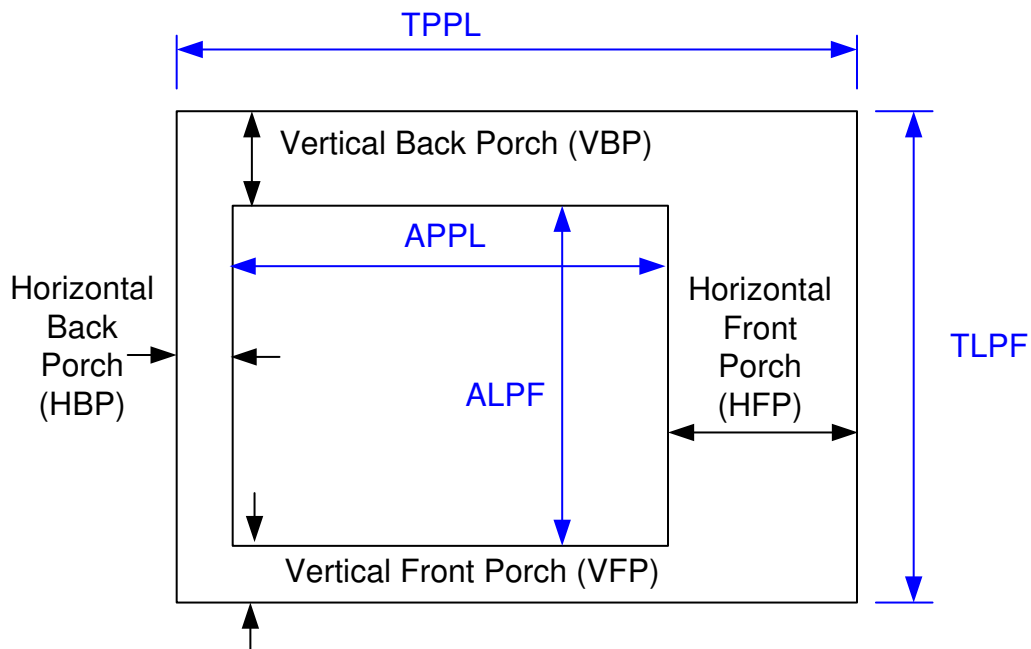 TPPL
Vertical Back Porch (VBP)
APPL
Horizontal
Back
Porch
(HBP)
Horizontal
Front
Porch
(HFP)
TLPF
ALPF
Vertical Front Porch (VFP)